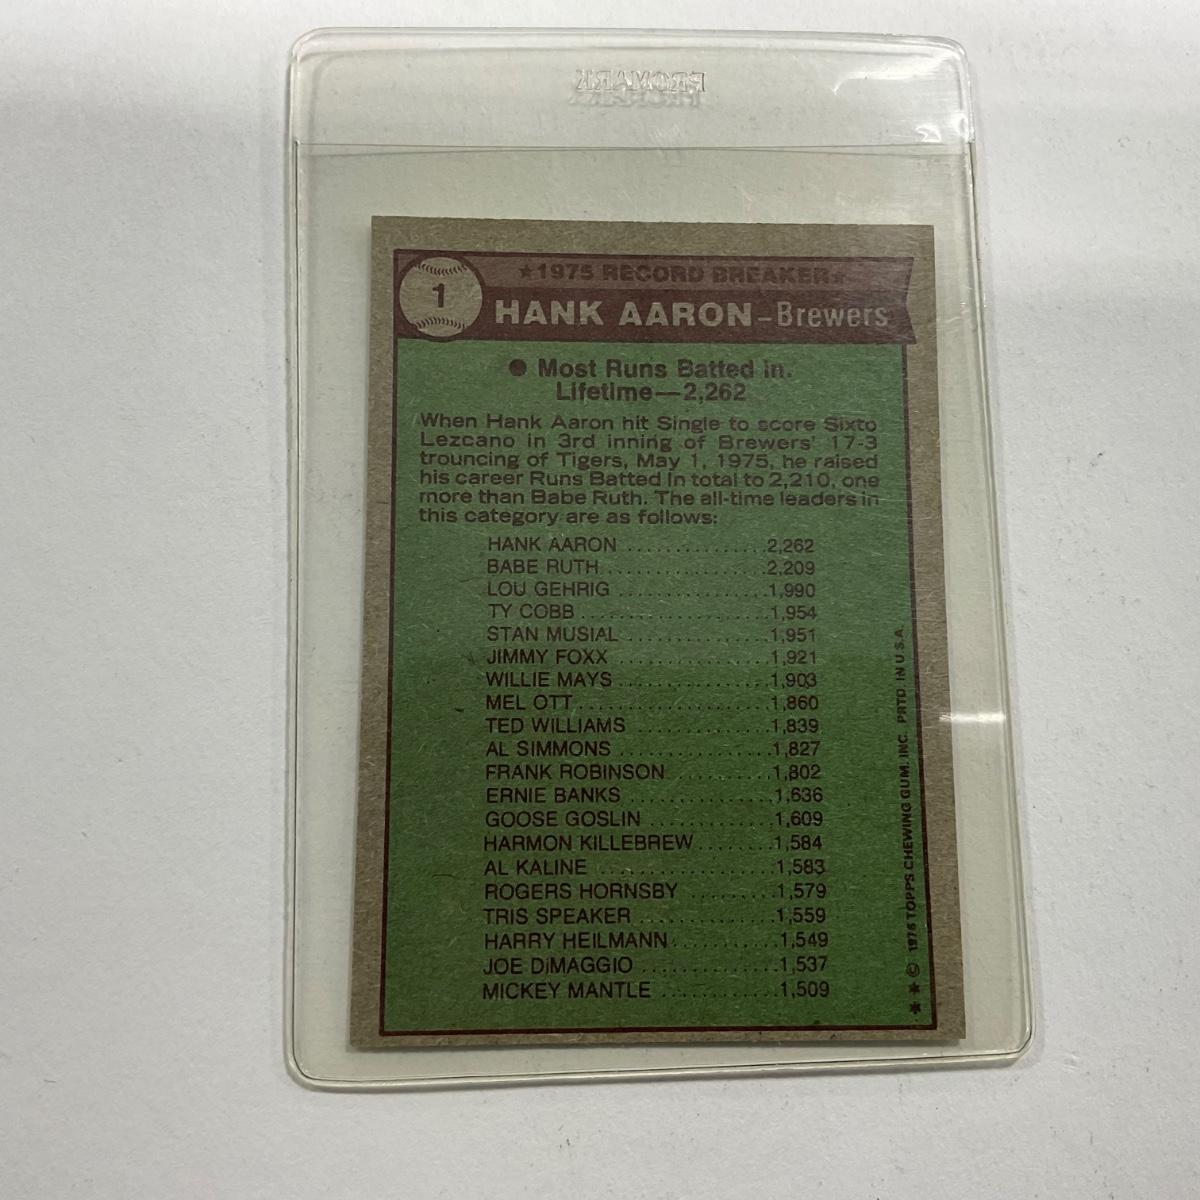 PROMARK
1
★1975 RECORD BREAKER★
HANK AARON–Brewers
● Most Runs Batted In.
Lifetime—2,262
When Hank Aaron hit Single to score Sixto
Lezcano in 3rd inning of Brewers' 17-3
trouncing of Tigers, May 1, 1975, he raised
his career Runs Batted In total to 2,210, one
more than Babe Ruth. The all-time leaders in
this category are as follows:
HANK AARON ...............2,262
BABE RUTH .................2,209
LOU GEHRIG ................1,990
TY COBB ....................1,954
STAN MUSIAL ...............1,951
JIMMY FOXX ................1,921
WILLIE MAYS ................1,903
MEL OTT ....................1,860
TED WILLIAMS ...............1,839
AL SIMMONS ................1,827
FRANK ROBINSON ..........1,802
ERNIE BANKS ...............1,636
GOOSE GOSLIN .............1,609
HARMON KILLEBREW ........1,584
AL KALINE ..................1,583
ROGERS HORNSBY .........1,579
TRIS SPEAKER ..............1,559
HARRY HEILMANN ...........1,549
JOE DiMAGGIO ..............1,537
MICKEY MANTLE ............1,509
**© 1976 TOPPS CHEWING GUM, INC. PRTD. IN U.S.A.